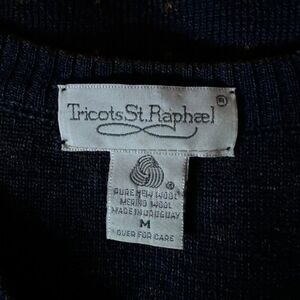 Tricots St. Raphael ®
PURE NEW WOOL
MERINO WOOL
MADE IN URUGUAY
M
OVER FOR CARE